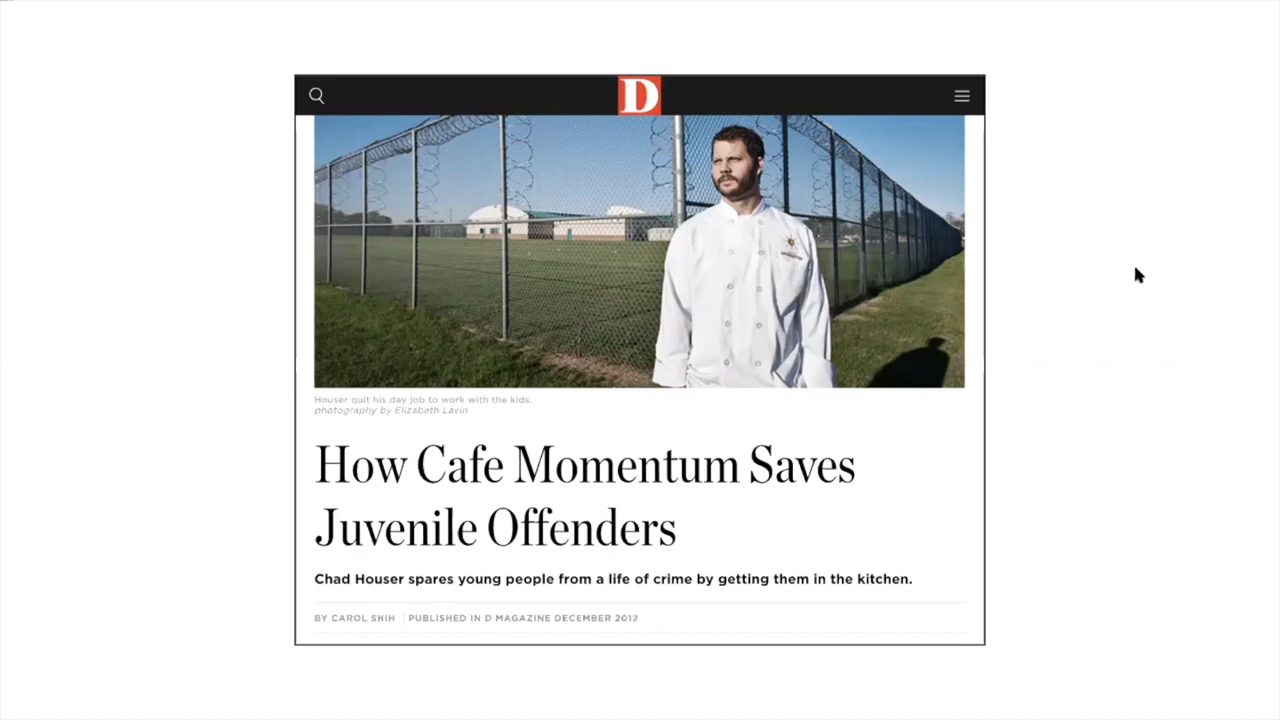 D
Houser quit his day job to work with the kids.
photography by Elizabeth Lavin
How Cafe Momentum Saves
Juvenile Offenders
Chad Houser spares young people from a life of crime by getting them in the kitchen.
BY CAROL SHIH | PUBLISHED IN D MAGAZINE DECEMBER 2012